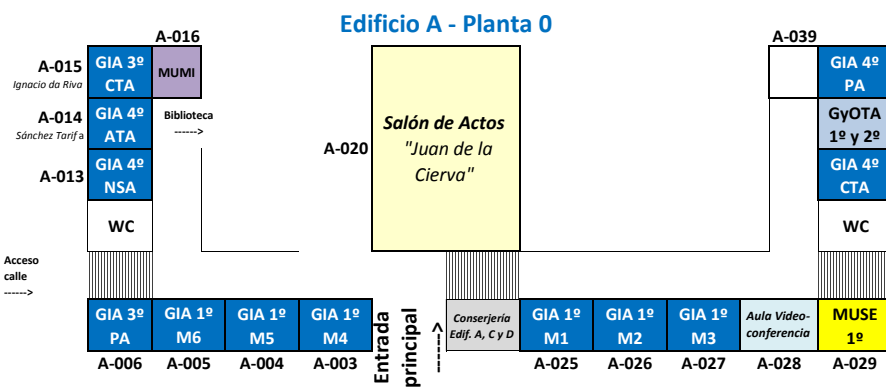 Edificio A - Planta 0
A-016
A-039
A-015
Ignacio da Riva
GIA 3º
CTA
MUMI
GIA 4º
PA
A-014
Sánchez Tarifa
GIA 4º
ATA
Biblioteca
------>
A-020
Salón de Actos
"Juan de la
Cierva"
GyOTA
1º y 2º
A-013
GIA 4º
NSA
GIA 4º
CTA
WC
WC
Acceso
calle
------>
GIA 3º
PA
GIA 1º
M6
GIA 1º
M5
GIA 1º
M4
Entrada
principal
---->
Conserjería
Edif. A, C y D
GIA 1º
M1
GIA 1º
M2
GIA 1º
M3
Aula Video-
conferencia
MUSE
1º
A-006
A-005
A-004
A-003
A-025
A-026
A-027
A-028
A-029